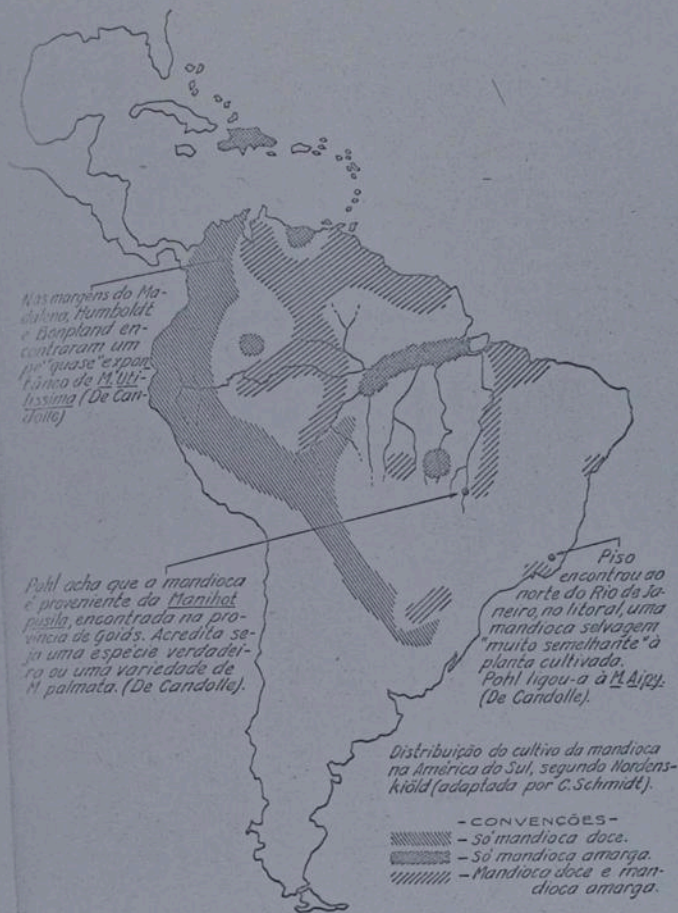 Nas margens do Ma-
dalena, Humboldt
e Bonpland en-
contraram um
pe "quase" expon
tânea de M. Uti-
lissima (De Can-
dolle)
Pohl acha que a mandioca
é proveniente da Manihot
pusila, encontrada na pro-
vincia de Goiás. Acredita se-
ja uma espécie verdadei-
ra ou uma variedade de
M palmata. (De Candolle).
Piso
encontrou ao
norte do Rio de Ja-
neiro, no litoral, uma
mandioca selvagem
"muito semelhante" à
planta cultivada.
Pohl ligou-a à M. Aipy.
(De Candolle).
Distribuição do cultivo da mandioca
na América do Sul, segundo Nordens-
kiöld (adaptada por C. Schmidt).
- CONVENÇÕES -
- Só mandioca doce.
- Só mandioca amarga.
- Mandioca doce e man-
dioca amarga.